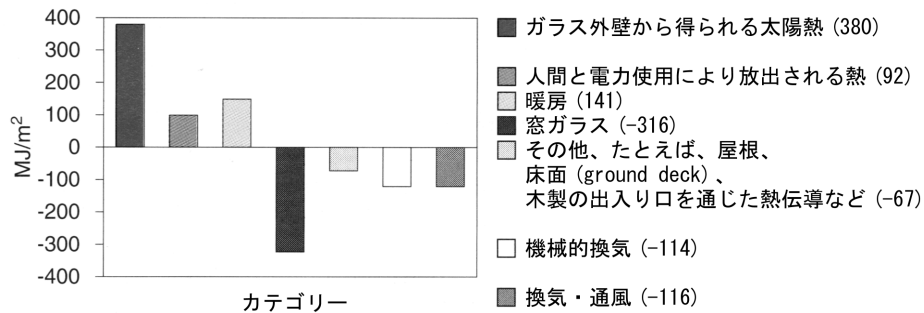 400
300
200
100
0
-100
-200
-300
-400
MJ/m²
カテゴリー
ガラス外壁から得られる太陽熱 (380)
人間と電力使用により放出される熱 (92)
暖房 (141)
窓ガラス (-316)
その他、たとえば、屋根、
床面 (ground deck) 、
木製の出入り口を通じた熱伝導など (-67)
機械的換気 (-114)
換気・通風 (-116)